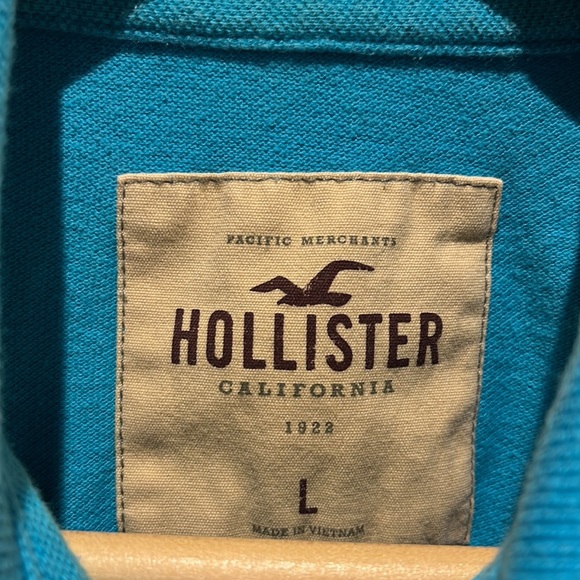 PACIFIC MERCHANTS
HOLLISTER
CALIFORNIA
1922
L
MADE IN VIETNAM